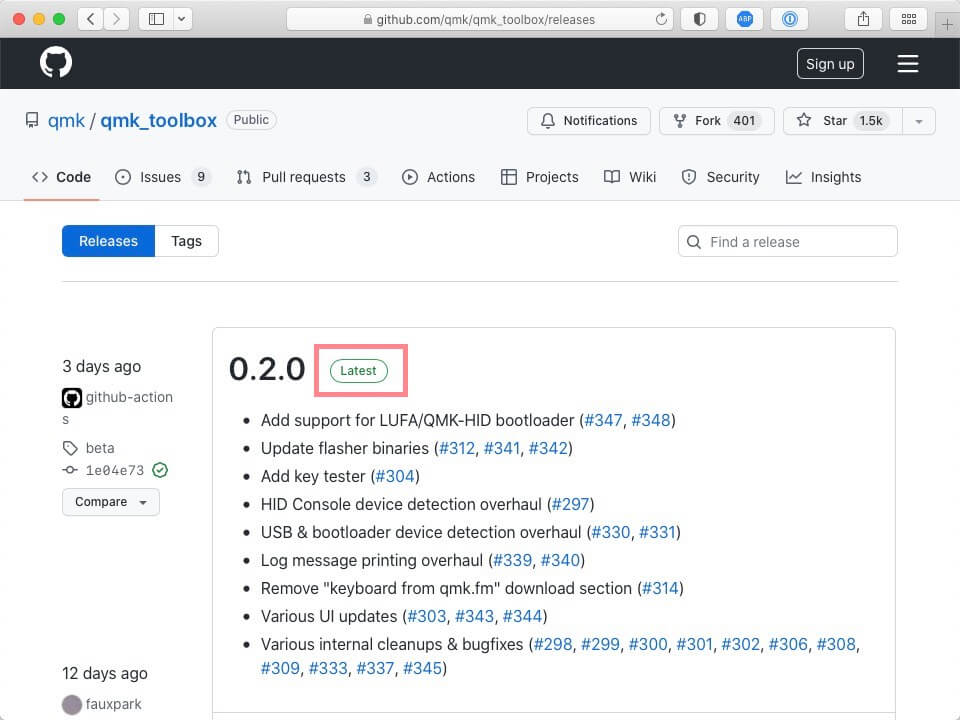 ABP
github.com/qmk/qmk_toolbox/releases
Sign up
qmk / qmk_toolbox Public
Notifications Fork 401 Star 1.5k
Code Issues 9 Pull requests 3 Actions Projects Wiki Security Insights
Releases Tags Find a release
3 days ago
github-action
s
beta
1e04e73
Compare
0.2.0 Latest
• Add support for LUFA/QMK-HID bootloader (#347, #348)
• Update flasher binaries (#312, #341, #342)
• Add key tester (#304)
• HID Console device detection overhaul (#297)
• USB & bootloader device detection overhaul (#330, #331)
• Log message printing overhaul (#339, #340)
• Remove "keyboard from qmk.fm" download section (#314)
• Various UI updates (#303, #343, #344)
• Various internal cleanups & bugfixes (#298, #299, #300, #301, #302, #306, #308,
#309, #333, #337, #345)
12 days ago
fauxpark